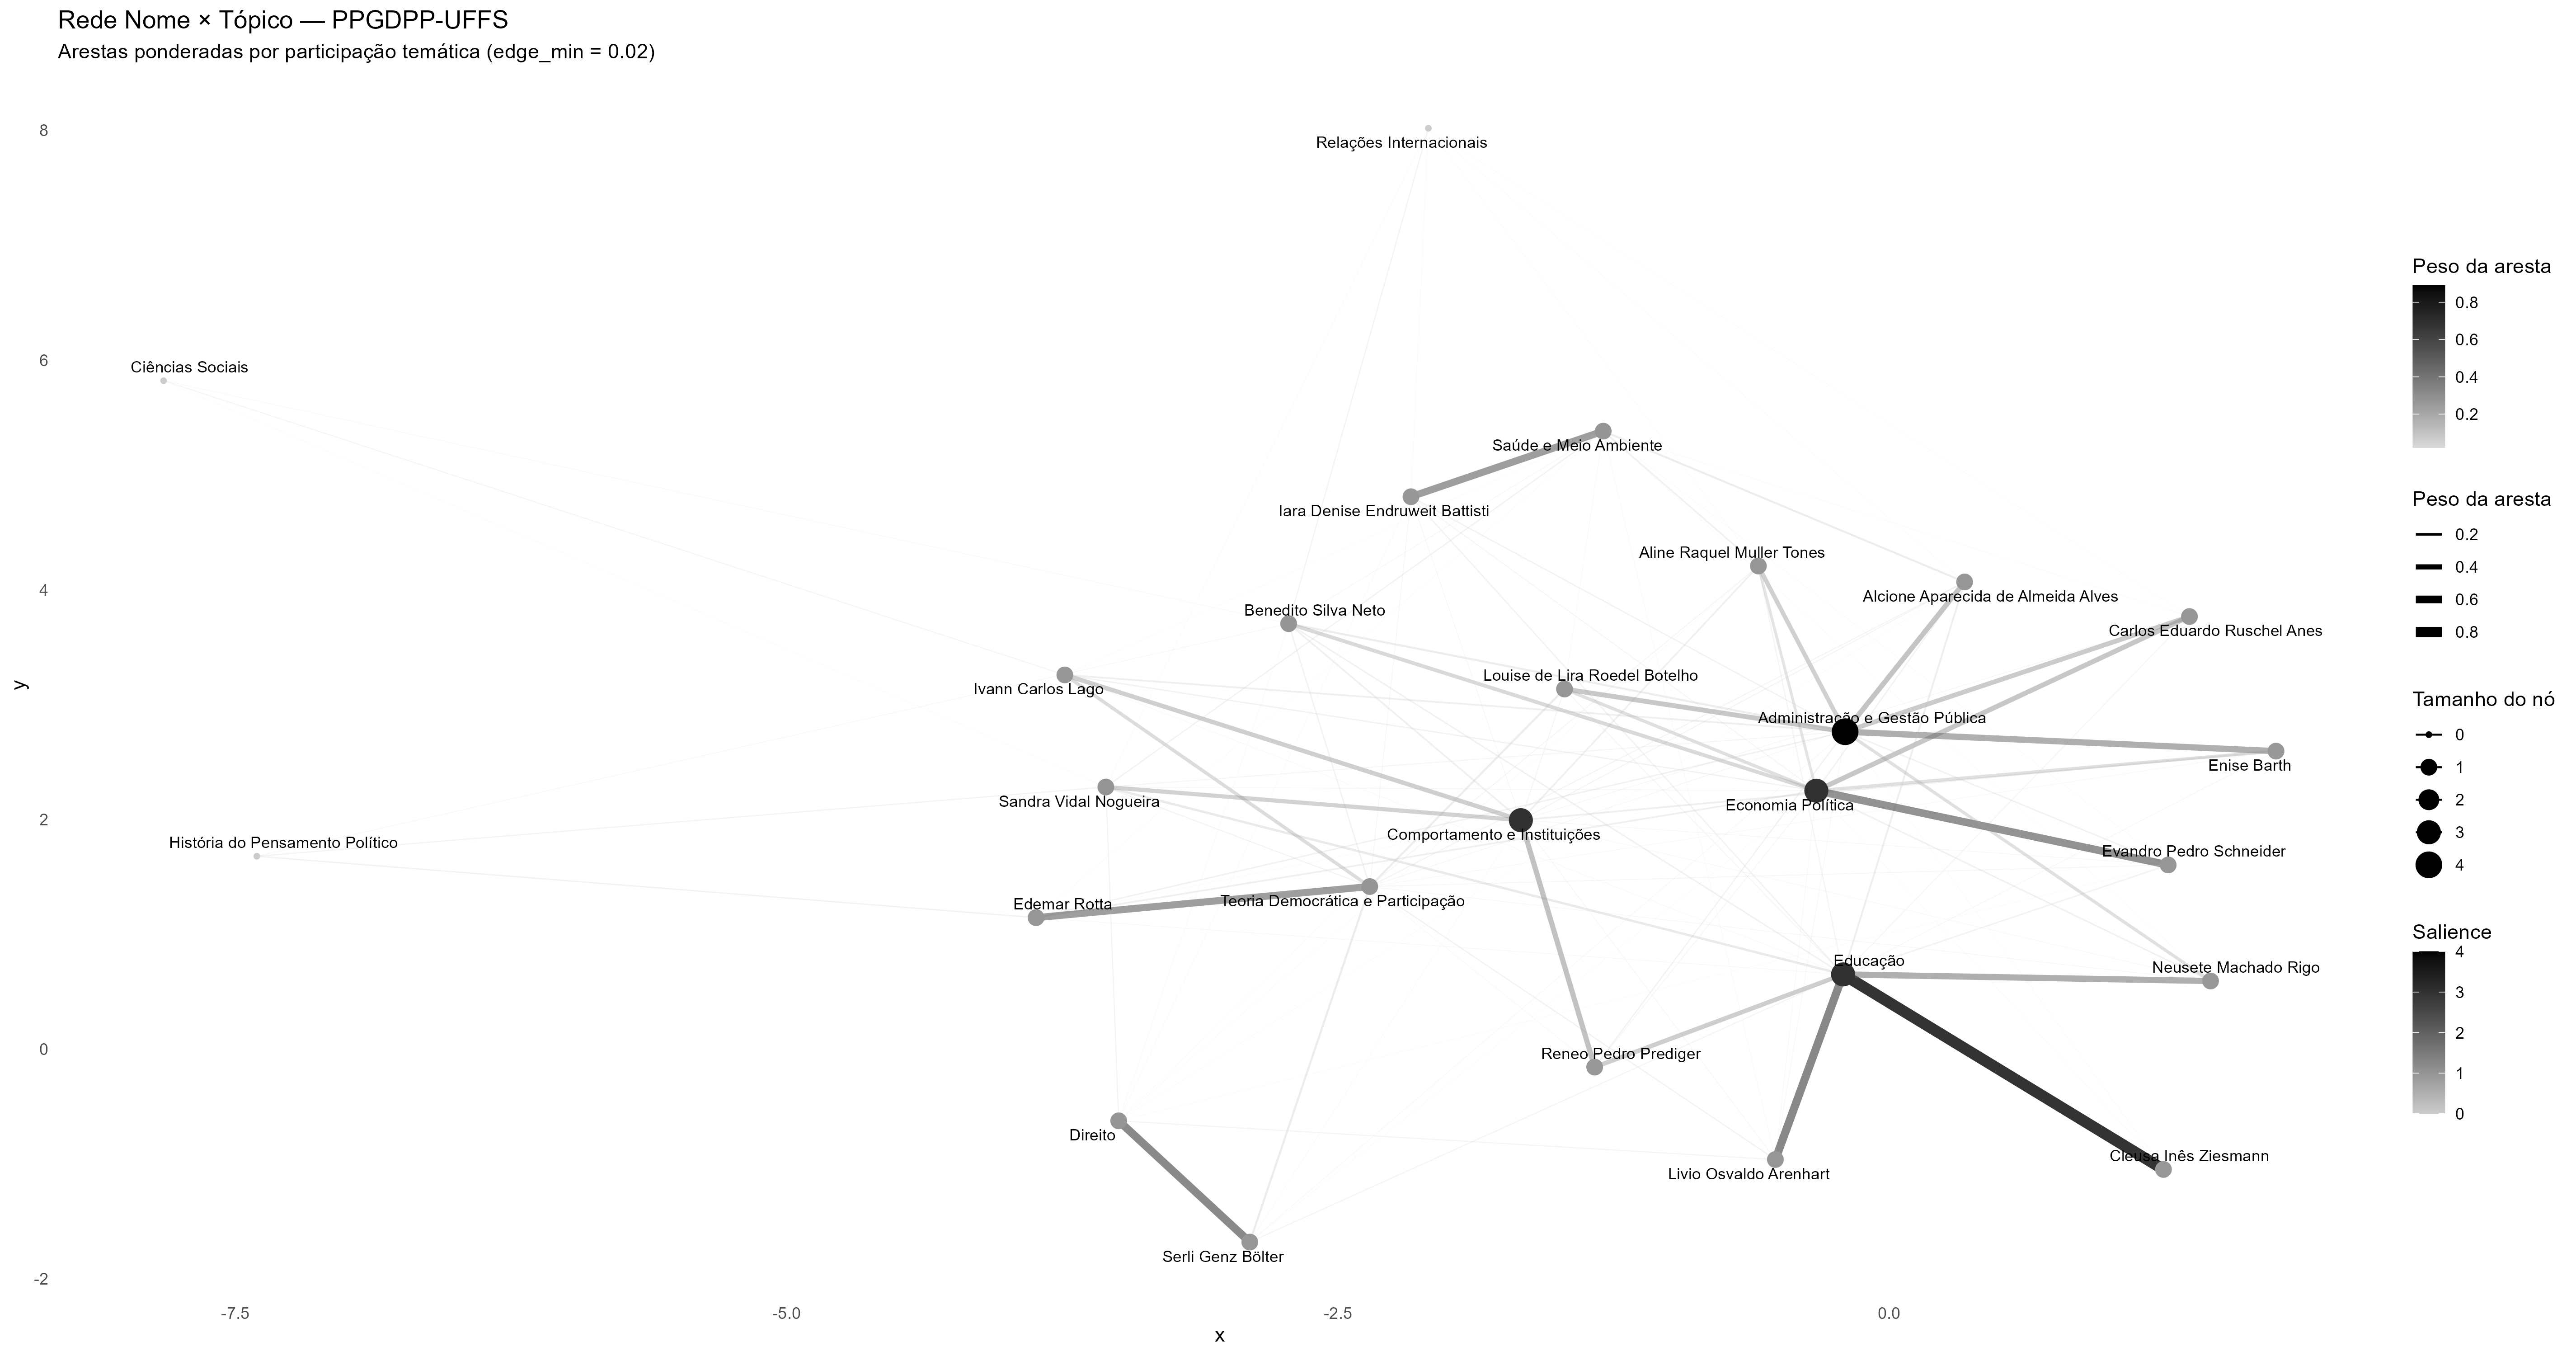 Rede Nome × Tópico — PPGDPP-UFFS
Arestas ponderadas por participação temática (edge_min = 0.02)
8
6
4
2
0
-2
y
-7.5
-5.0
-2.5
0.0
x
Relações Internacionais
Ciências Sociais
Saúde e Meio Ambiente
Iara Denise Endruweit Battisti
Aline Raquel Muller Tones
Alcione Aparecida de Almeida Alves
Benedito Silva Neto
Carlos Eduardo Ruschel Anes
Louise de Lira Roedel Botelho
Ivann Carlos Lago
Administração e Gestão Pública
Enise Barth
Sandra Vidal Nogueira
Economia Política
Comportamento e Instituições
História do Pensamento Político
Evandro Pedro Schneider
Edemar Rotta
Teoria Democrática e Participação
Educação
Neusete Machado Rigo
Reneo Pedro Prediger
Direito
Livio Osvaldo Arenhart
Cleusa Inês Ziesmann
Serli Genz Bölter
Peso da aresta
0.8
0.6
0.4
0.2
Peso da aresta
0.2
0.4
0.6
0.8
Tamanho do nó
0
1
2
3
4
Salience
4
3
2
1
0